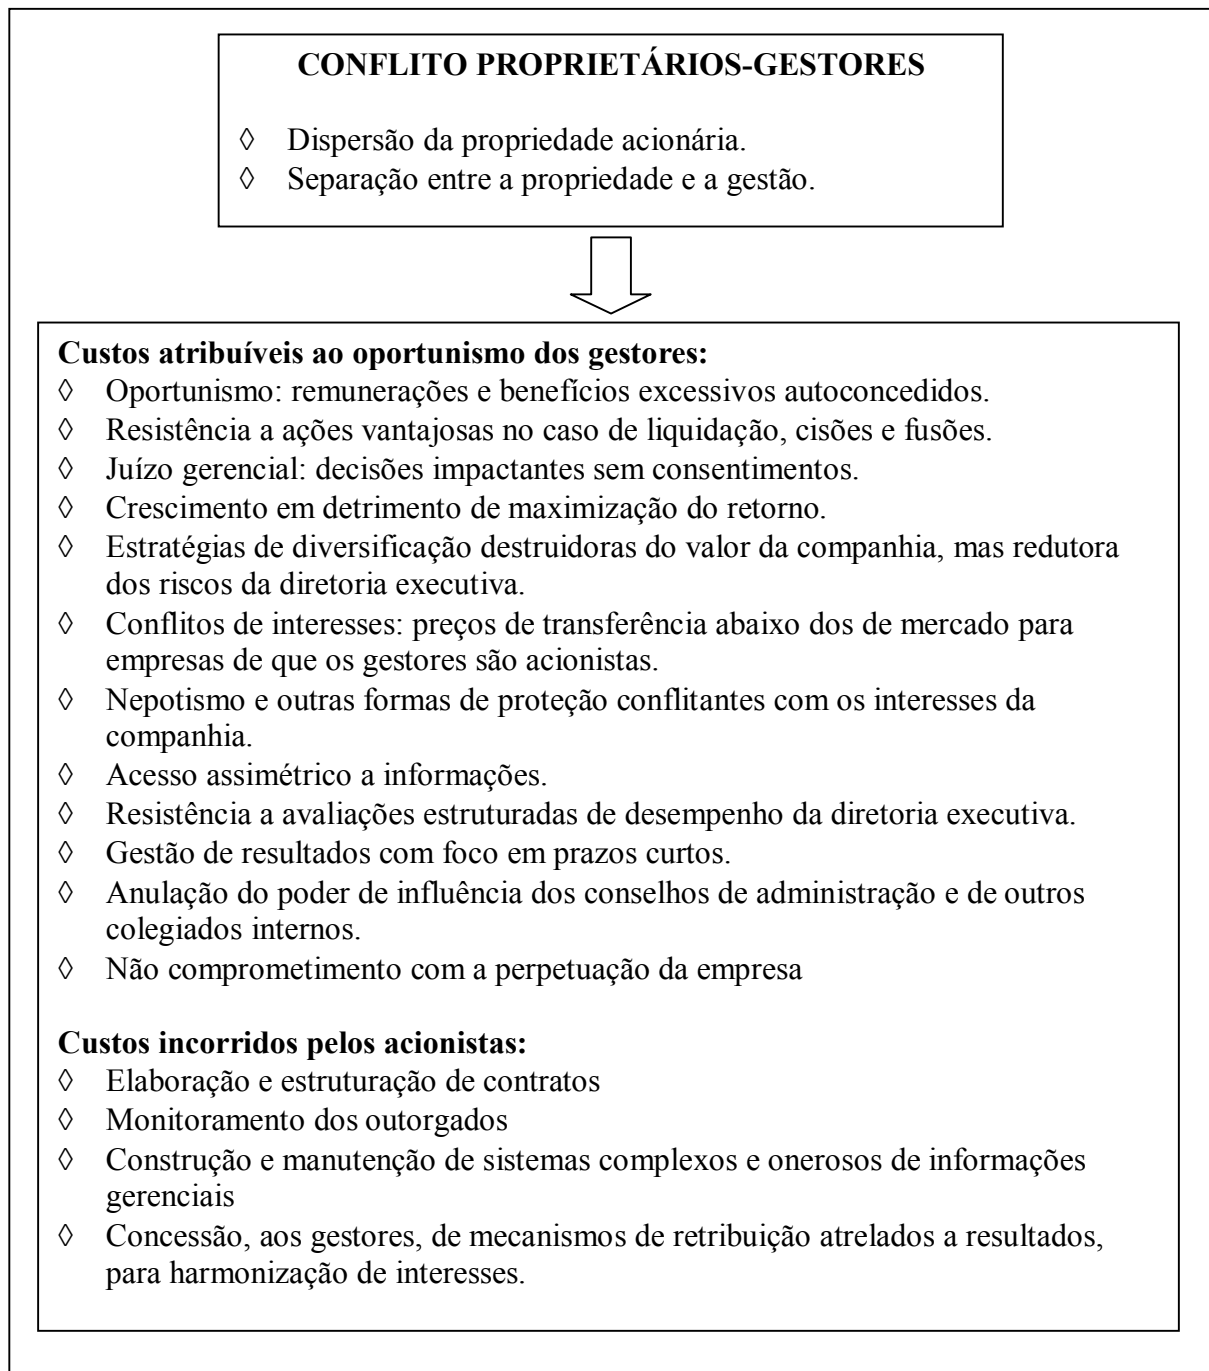 CONFLITO PROPRIETÁRIOS-GESTORES
◊ Dispersão da propriedade acionária.
◊ Separação entre a propriedade e a gestão.
Custos atribuíveis ao oportunismo dos gestores:
◊ Oportunismo: remunerações e benefícios excessivos autoconcedidos.
◊ Resistência a ações vantajosas no caso de liquidação, cisões e fusões.
◊ Juízo gerencial: decisões impactantes sem consentimentos.
◊ Crescimento em detrimento de maximização do retorno.
◊ Estratégias de diversificação destruidoras do valor da companhia, mas redutora
dos riscos da diretoria executiva.
◊ Conflitos de interesses: preços de transferência abaixo dos de mercado para
empresas de que os gestores são acionistas.
◊ Nepotismo e outras formas de proteção conflitantes com os interesses da
companhia.
◊ Acesso assimétrico a informações.
◊ Resistência a avaliações estruturadas de desempenho da diretoria executiva.
◊ Gestão de resultados com foco em prazos curtos.
◊ Anulação do poder de influência dos conselhos de administração e de outros
colegiados internos.
◊ Não comprometimento com a perpetuação da empresa
Custos incorridos pelos acionistas:
◊ Elaboração e estruturação de contratos
◊ Monitoramento dos outorgados
◊ Construção e manutenção de sistemas complexos e onerosos de informações
gerenciais
◊ Concessão, aos gestores, de mecanismos de retribuição atrelados a resultados,
para harmonização de interesses.